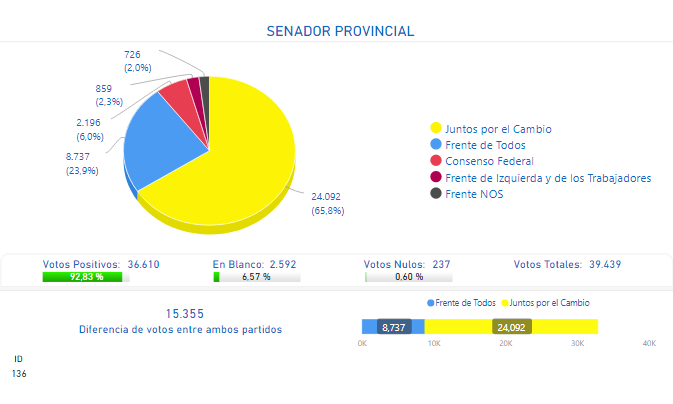 SENADOR PROVINCIAL
726
(2,0%)
859
(2,3%)
2.196
(6,0%)
8.737
(23,9%)
24.092
(65,8%)
Juntos por el Cambio
Frente de Todos
Consenso Federal
Frente de Izquierda y de los Trabajadores
Frente NOS
Votos Positivos: 36.610
92,83 %
En Blanco: 2.592
6,57 %
Votos Nulos: 237
0,60 %
Votos Totales: 39.439
15.355
Diferencia de votos entre ambos partidos
Frente de Todos Juntos por el Cambio
8,737 24,092
0K 10K 20K 30K 40K
ID
136